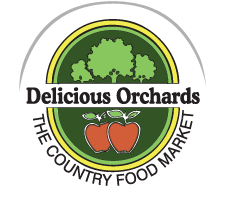 Delicious Orchards
THE COUNTRY FOOD MARKET